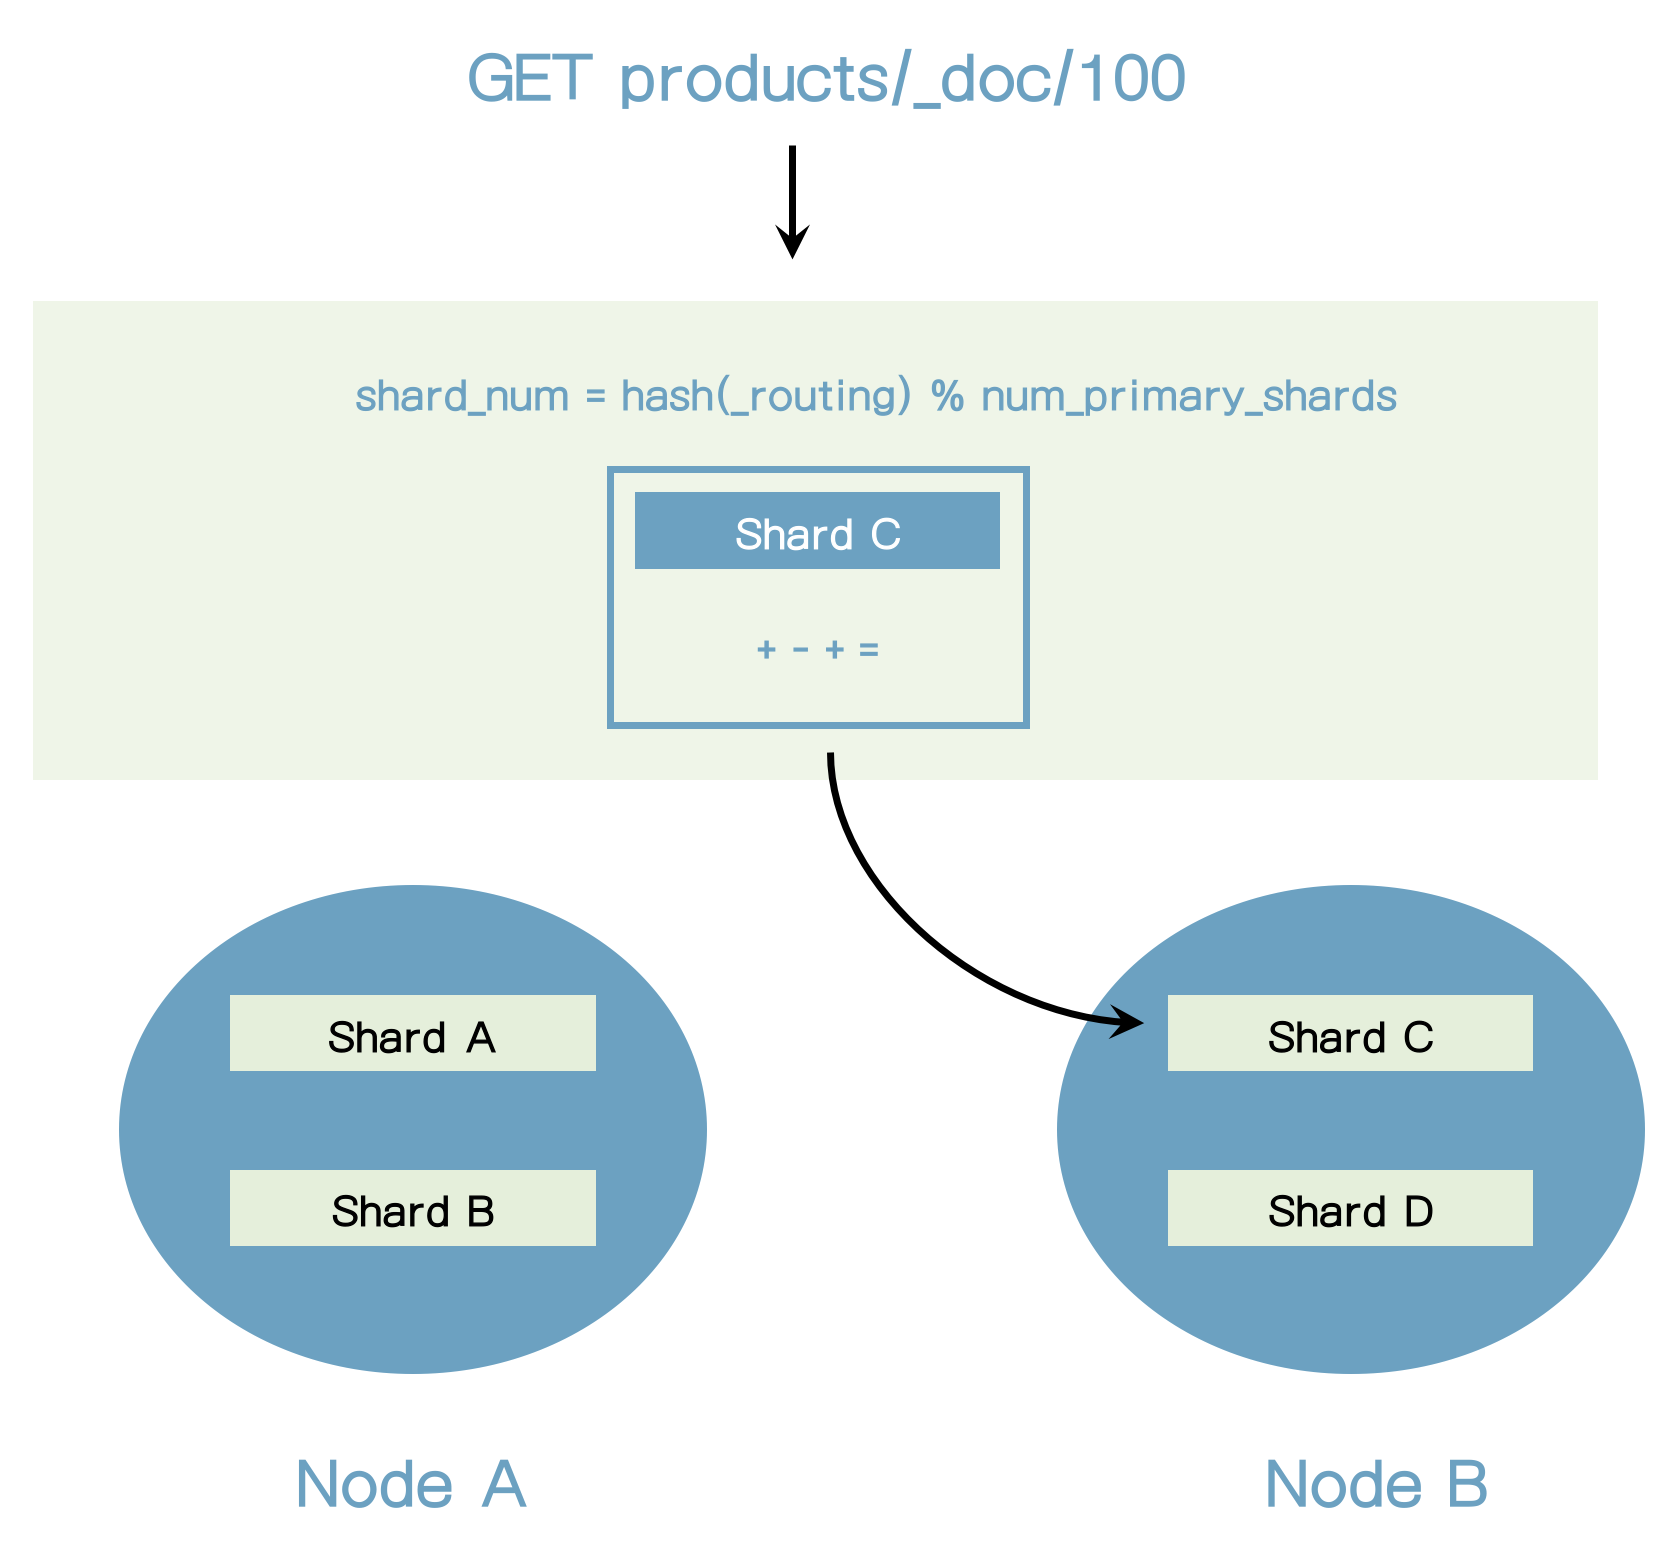 GET products/_doc/100
shard_num = hash(_routing) % num_primary_shards
Shard C
+ - + =
Shard A
Shard C
Shard B
Shard D
Node A
Node B